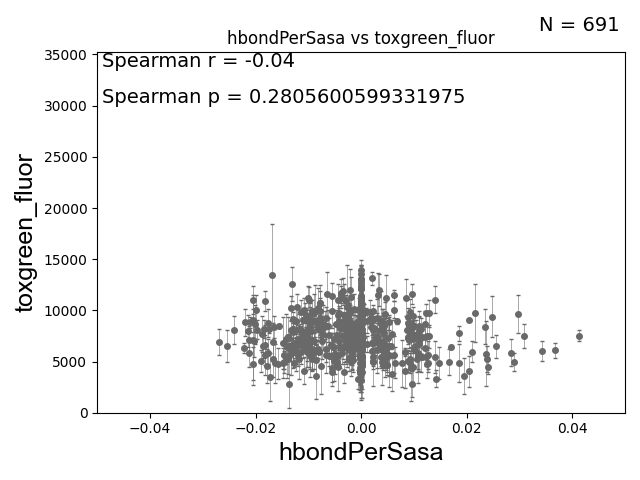 N = 691
hbondPerSasa vs toxgreen_fluor
Spearman r = -0.04
Spearman p = 0.2805600599331975
35000
30000
25000
20000
15000
10000
5000
0
toxgreen_fluor
−0.04 −0.02 0.00 0.02 0.04
hbondPerSasa